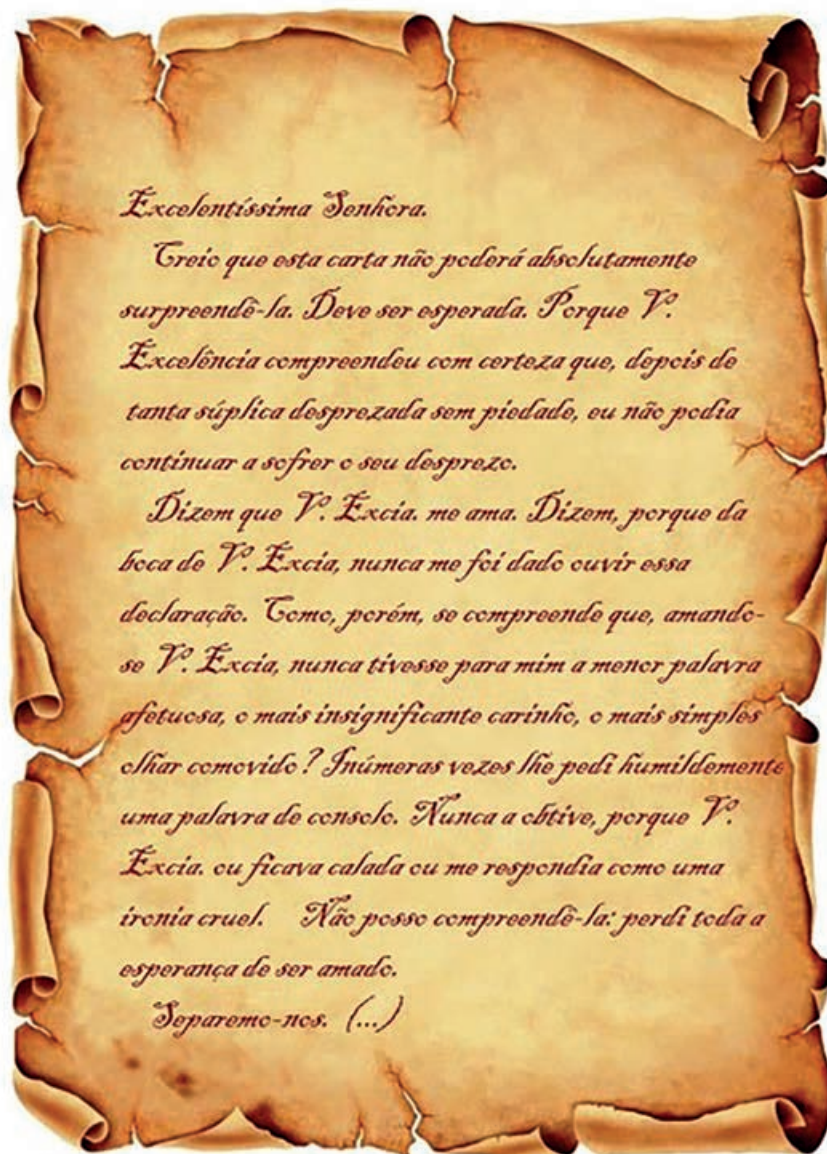 Excelentíssima Senhora.
Creio que esta carta não poderá absolutamente
surpreendê-la. Deve ser esperada. Porque V.
Excelência compreendeu com certeza que, depois de
tanta súplica desprezada sem piedade, eu não podia
continuar a sofrer o seu desprezo.
Dizem que V. Excia. me ama. Dizem, porque da
boca de V. Excia, nunca me foi dado ouvir essa
declaração. Como, porém, se compreende que, amando-
se V. Excia, nunca tivesse para mim a menor palavra
afetuosa, o mais insignificante carinho, o mais simples
olhar comovido? Inúmeras vezes lhe pedi humildemente
uma palavra de consolo. Nunca a obtive, porque V.
Excia. ou ficava calada ou me respondia como uma
ironia cruel. Não posso compreendê-la: perdi toda a
esperança de ser amado.
Separemo-nos. (...)